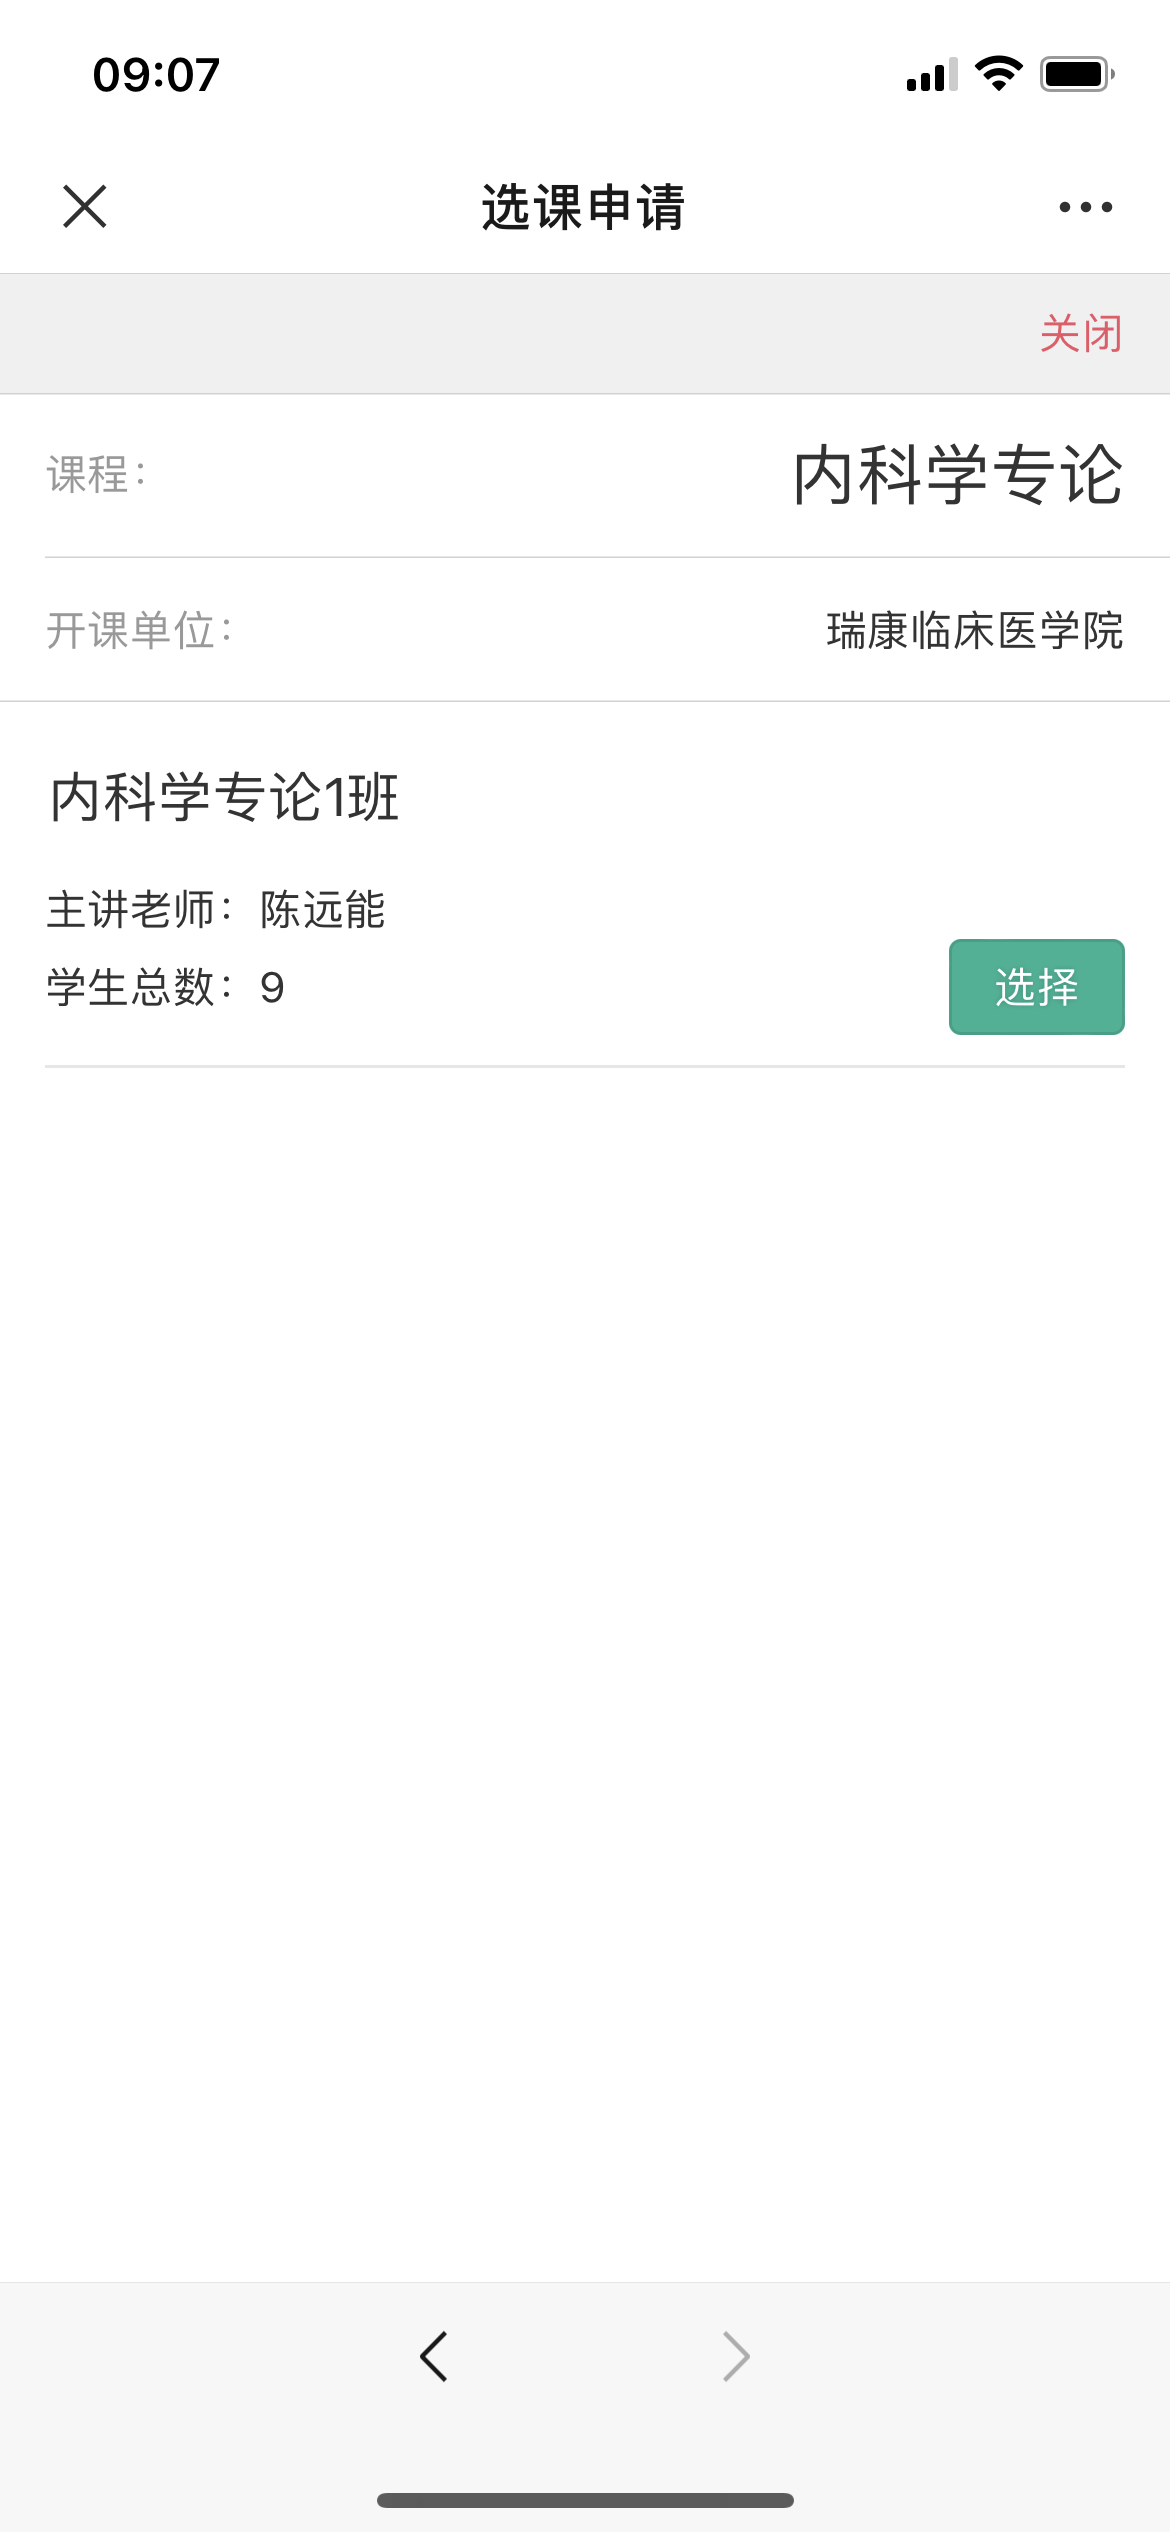 09:07
选课申请
关闭
课程： 内科学专论
开课单位： 瑞康临床医学院
内科学专论1班
主讲老师：陈远能
学生总数：9
选择